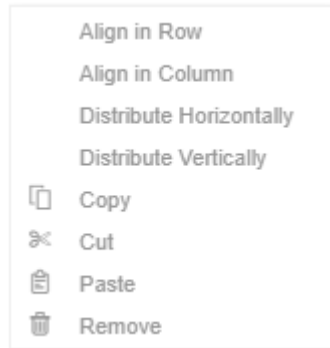 Align in Row
Align in Column
Distribute Horizontally
Distribute Vertically
Copy
Cut
Paste
Remove